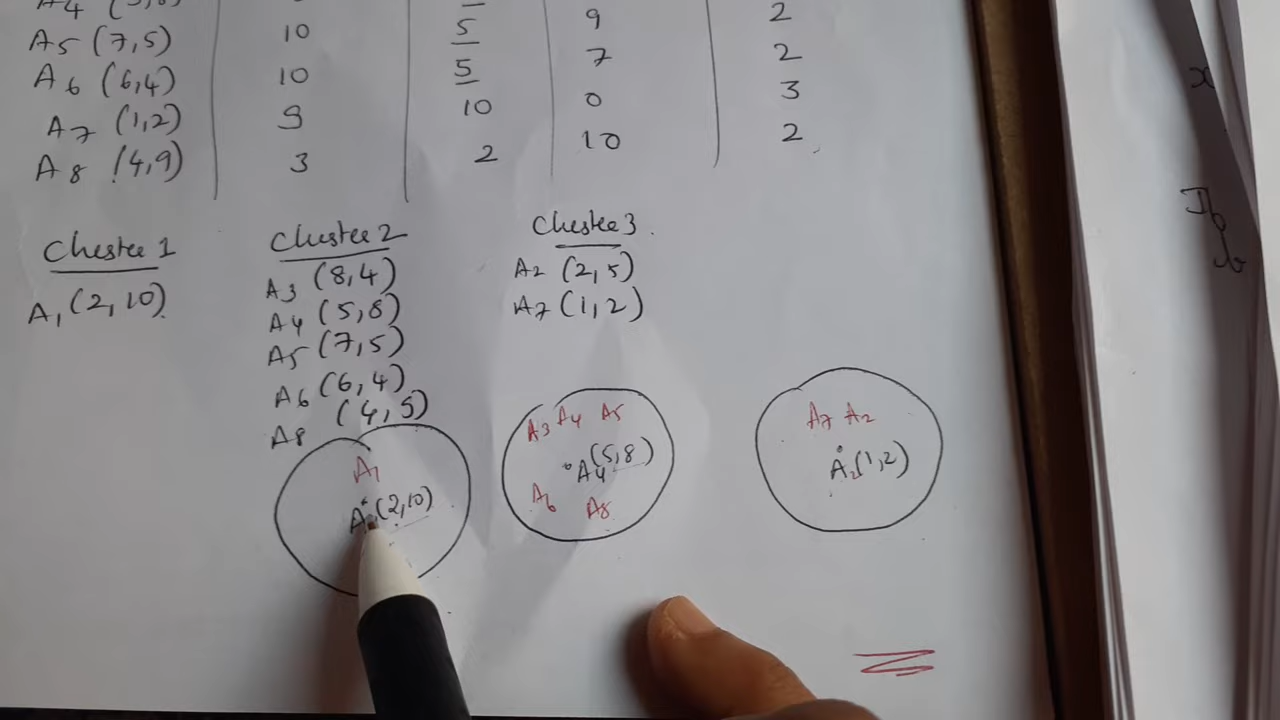 A4
A5 (7,5) 10 5 9 2
A6 (6,4) 10 5 7 2
A7 (1,2) 9 10 0 3
A8 (4,9) 3 2 10 2
Cluster 1 Cluster 2 Cluster 3
A1 (2,10)
A3 (8,4)
A4 (5,8)
A5 (7,5)
A6 (6,4)
A8 (4,5)
A2 (2,5)
A7 (1,2)
A1
(2,10)
A3 A4 A5
A4 (5,8)
A6 A8
A7 A2
(1,2)